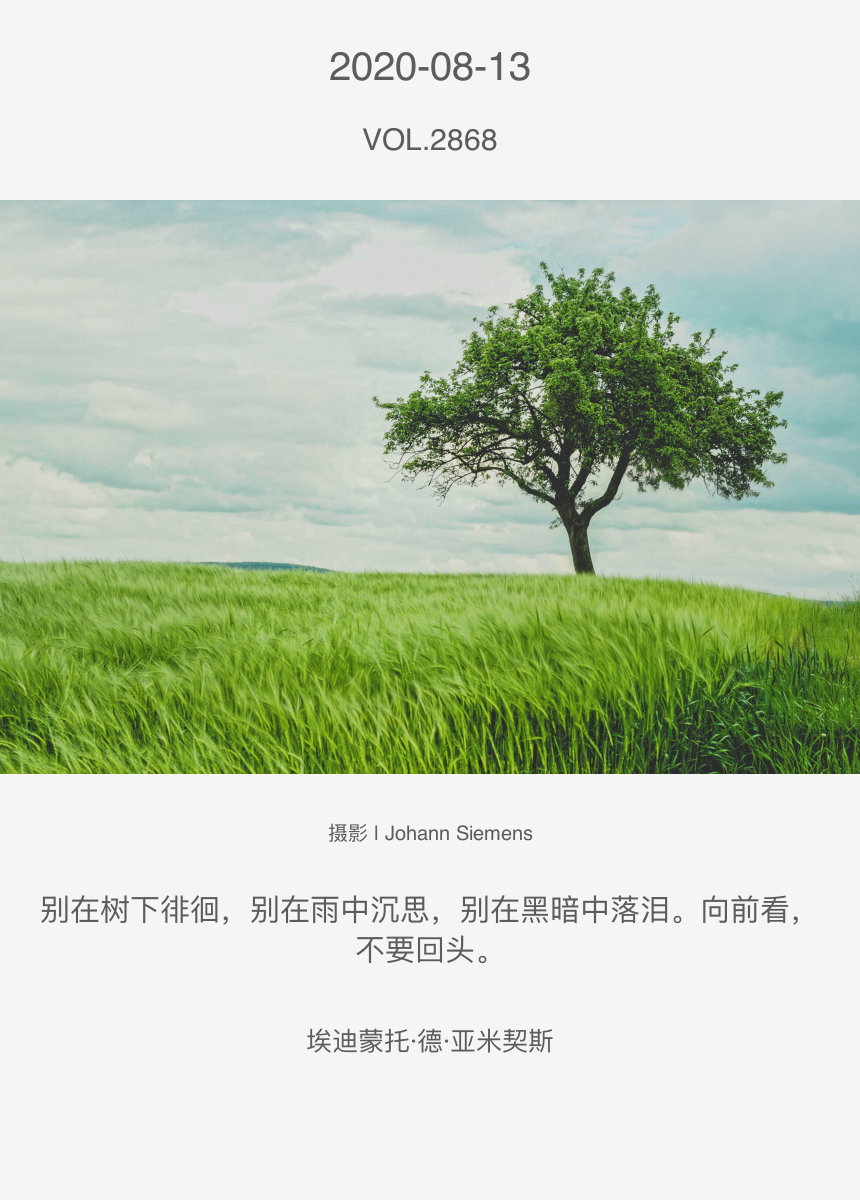 2020-08-13
VOL.2868
摄影 | Johann Siemens
别在树下徘徊，别在雨中沉思，别在黑暗中落泪。向前看，
不要回头。
埃迪蒙托·德·亚米契斯